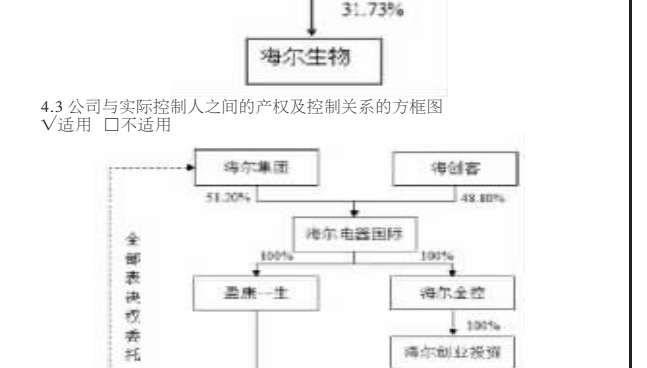 31.73%
海尔生物
4.3 公司与实际控制人之间的产权及控制关系的方框图
√适用 □不适用
海尔集团
海创客
51.20%
48.80%
海尔电器国际
100%
100%
全部表决权委托
盈康一生
海尔金控
100%
海尔创业投资